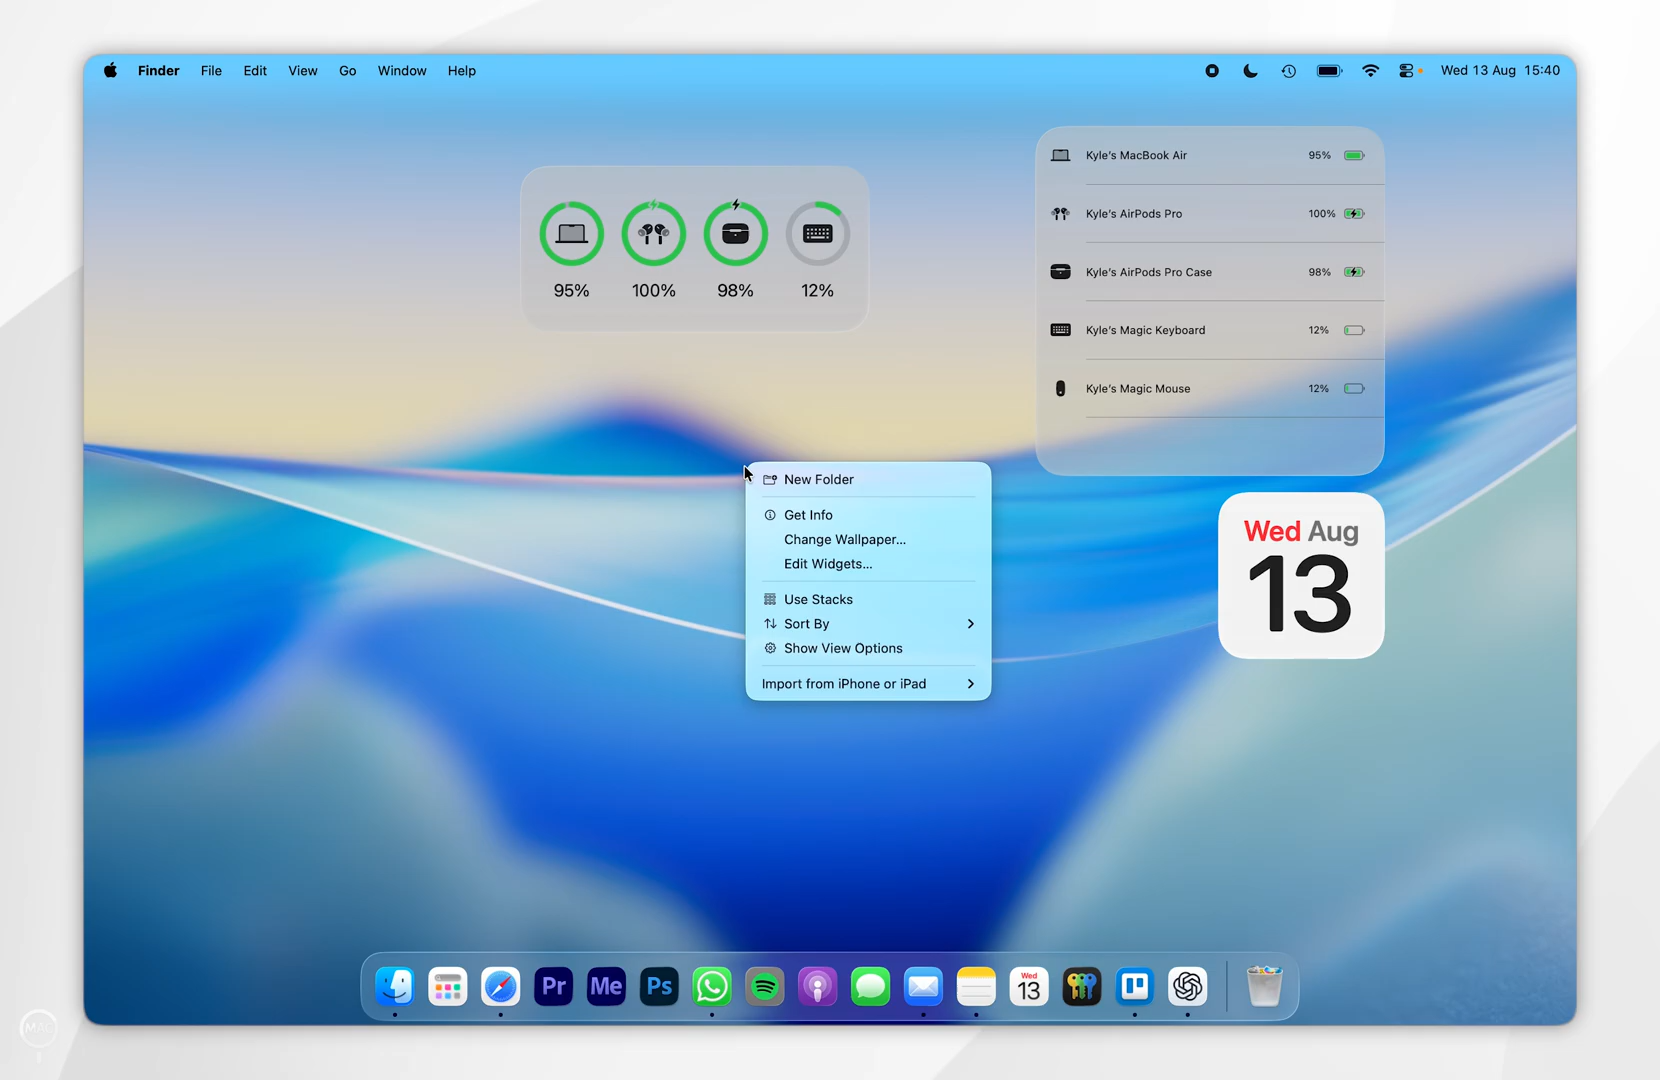 Finder File Edit View Go Window Help Wed 13 Aug 15:40
95% 100% 98% 12%
Kyle's MacBook Air 95%
Kyle's AirPods Pro 100%
Kyle's AirPods Pro Case 98%
Kyle's Magic Keyboard 12%
Kyle's Magic Mouse 12%
New Folder
Get Info
Change Wallpaper...
Edit Widgets...
Use Stacks
Sort By
Show View Options
Import from iPhone or iPad
Wed Aug
13
Pr Me Ps Wed
13
MAC